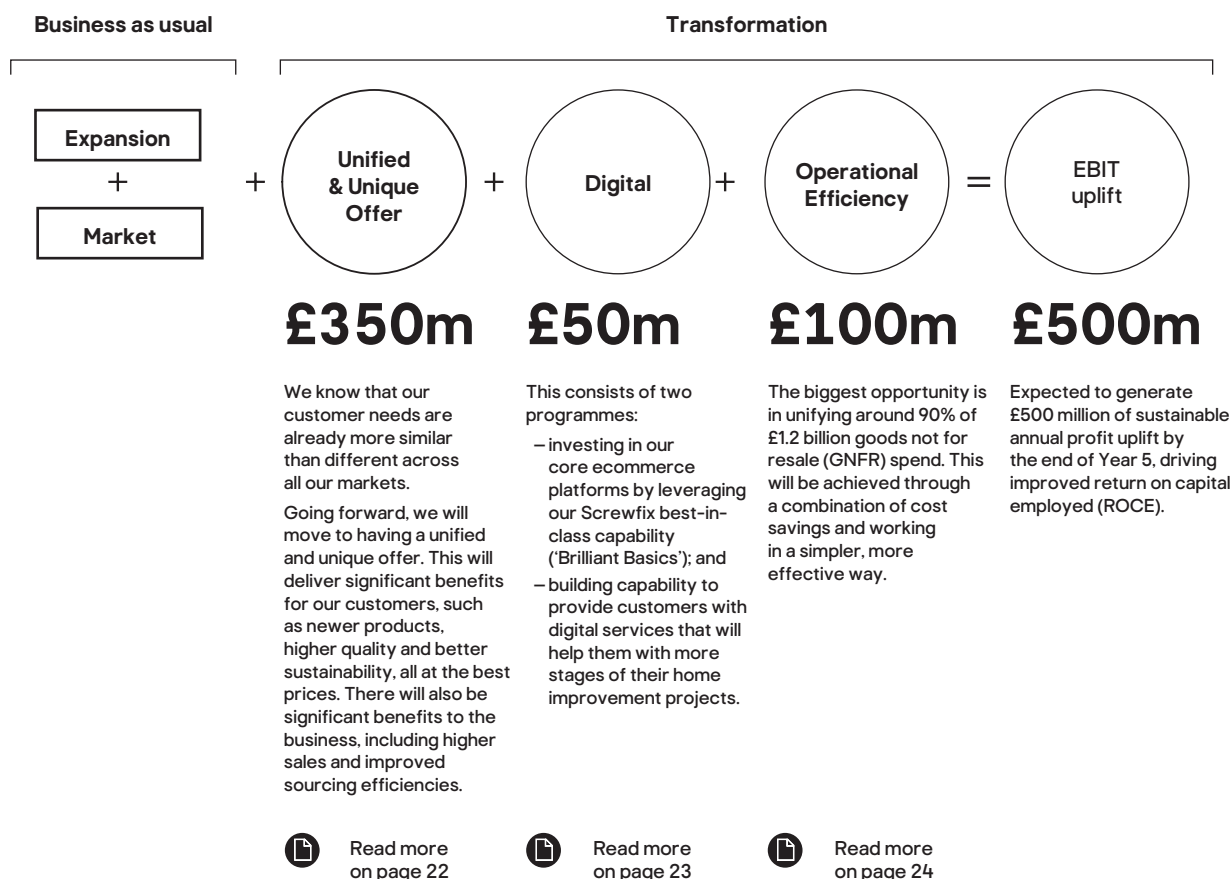 Business as usual
Transformation
Expansion
+
Market
+
Unified
& Unique
Offer
+
Digital
+
Operational
Efficiency
=
EBIT
uplift
£350m
We know that our
customer needs are
already more similar
than different across
all our markets.
Going forward, we will
move to having a unified
and unique offer. This will
deliver significant benefits
for our customers, such
as newer products,
higher quality and better
sustainability, all at the best
prices. There will also be
significant benefits to the
business, including higher
sales and improved
sourcing efficiencies.
Read more
on page 22
£50m
This consists of two
programmes:
– investing in our
core ecommerce
platforms by leveraging
our Screwfix best-in-
class capability
(‘Brilliant Basics’); and
– building capability to
provide customers with
digital services that will
help them with more
stages of their home
improvement projects.
Read more
on page 23
£100m
The biggest opportunity is
in unifying around 90% of
£1.2 billion goods not for
resale (GNFR) spend. This
will be achieved through
a combination of cost
savings and working
in a simpler, more
effective way.
Read more
on page 24
£500m
Expected to generate
£500 million of sustainable
annual profit uplift by
the end of Year 5, driving
improved return on capital
employed (ROCE).